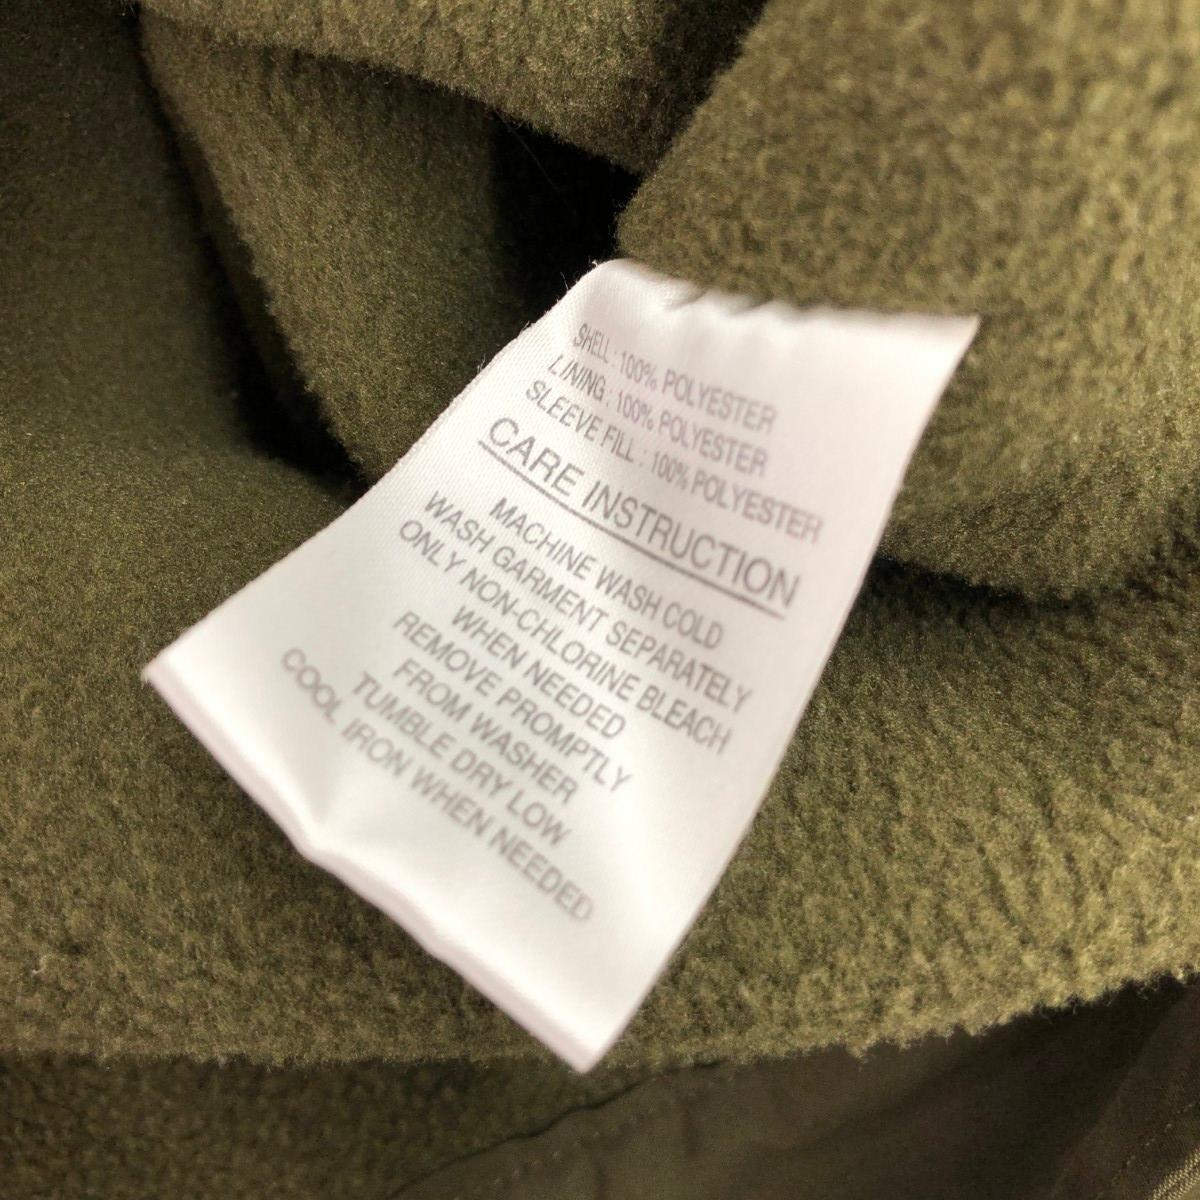 SHELL : 100% POLYESTER
LINING : 100% POLYESTER
SLEEVE FILL : 100% POLYESTER
CARE INSTRUCTION
MACHINE WASH COLD
WASH GARMENT SEPARATELY
ONLY NON-CHLORINE BLEACH
WHEN NEEDED
REMOVE PROMPTLY
FROM WASHER
TUMBLE DRY LOW
COOL IRON WHEN NEEDED